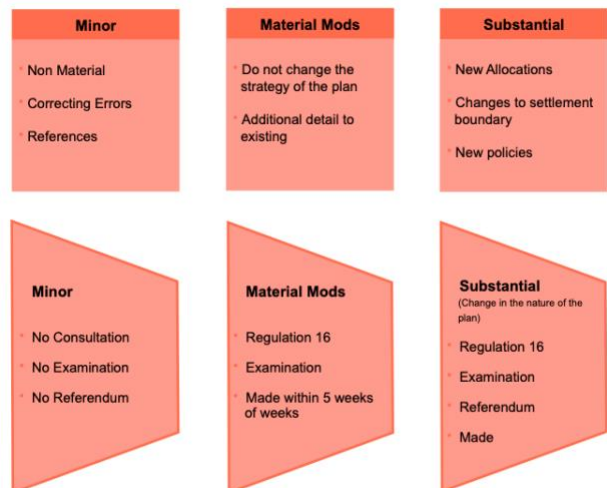 Minor
Non Material
Correcting Errors
References
Material Mods
Do not change the
strategy of the plan
Additional detail to
existing
Substantial
New Allocations
Changes to settlement
boundary
New policies
Minor
No Consultation
No Examination
No Referendum
Material Mods
Regulation 16
Examination
Made within 5 weeks
of weeks
Substantial
(Change in the nature of the
plan)
Regulation 16
Examination
Referendum
Made